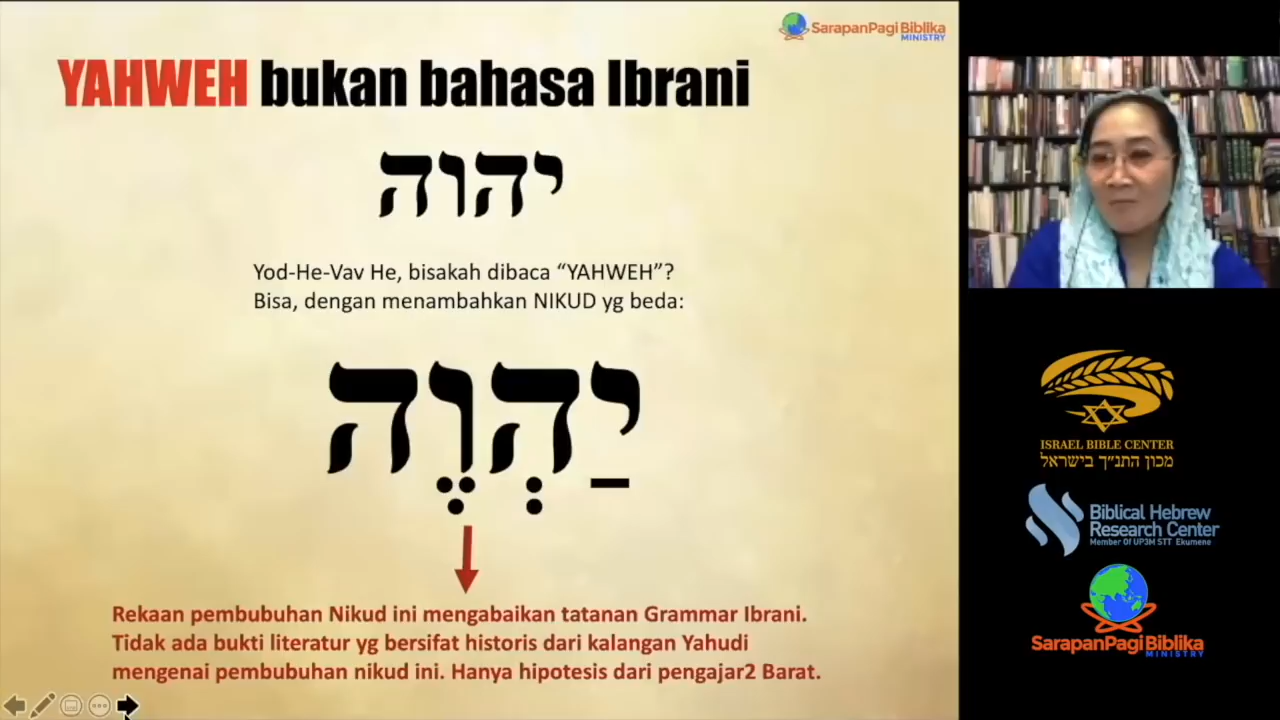 SarapanPagi Biblika
MINISTRY
YAHWEH bukan bahasa Ibrani
יהוה
Yod-He-Vav He, bisakah dibaca “YAHWEH”?
Bisa, dengan menambahkan NIKUD yg beda:
יַהְוֶה
Rekaan pembubuhan Nikud ini mengabaikan tatanan Grammar Ibrani.
Tidak ada bukti literatur yg bersifat historis dari kalangan Yahudi
mengenai pembubuhan nikud ini. Hanya hipotesis dari pengajar2 Barat.
ISRAEL BIBLE CENTER
מכון התנ״ך בישראל
Biblical Hebrew
Research Center
Member Of UP3M STT Ekumene
SarapanPagiBiblika
MINISTRY